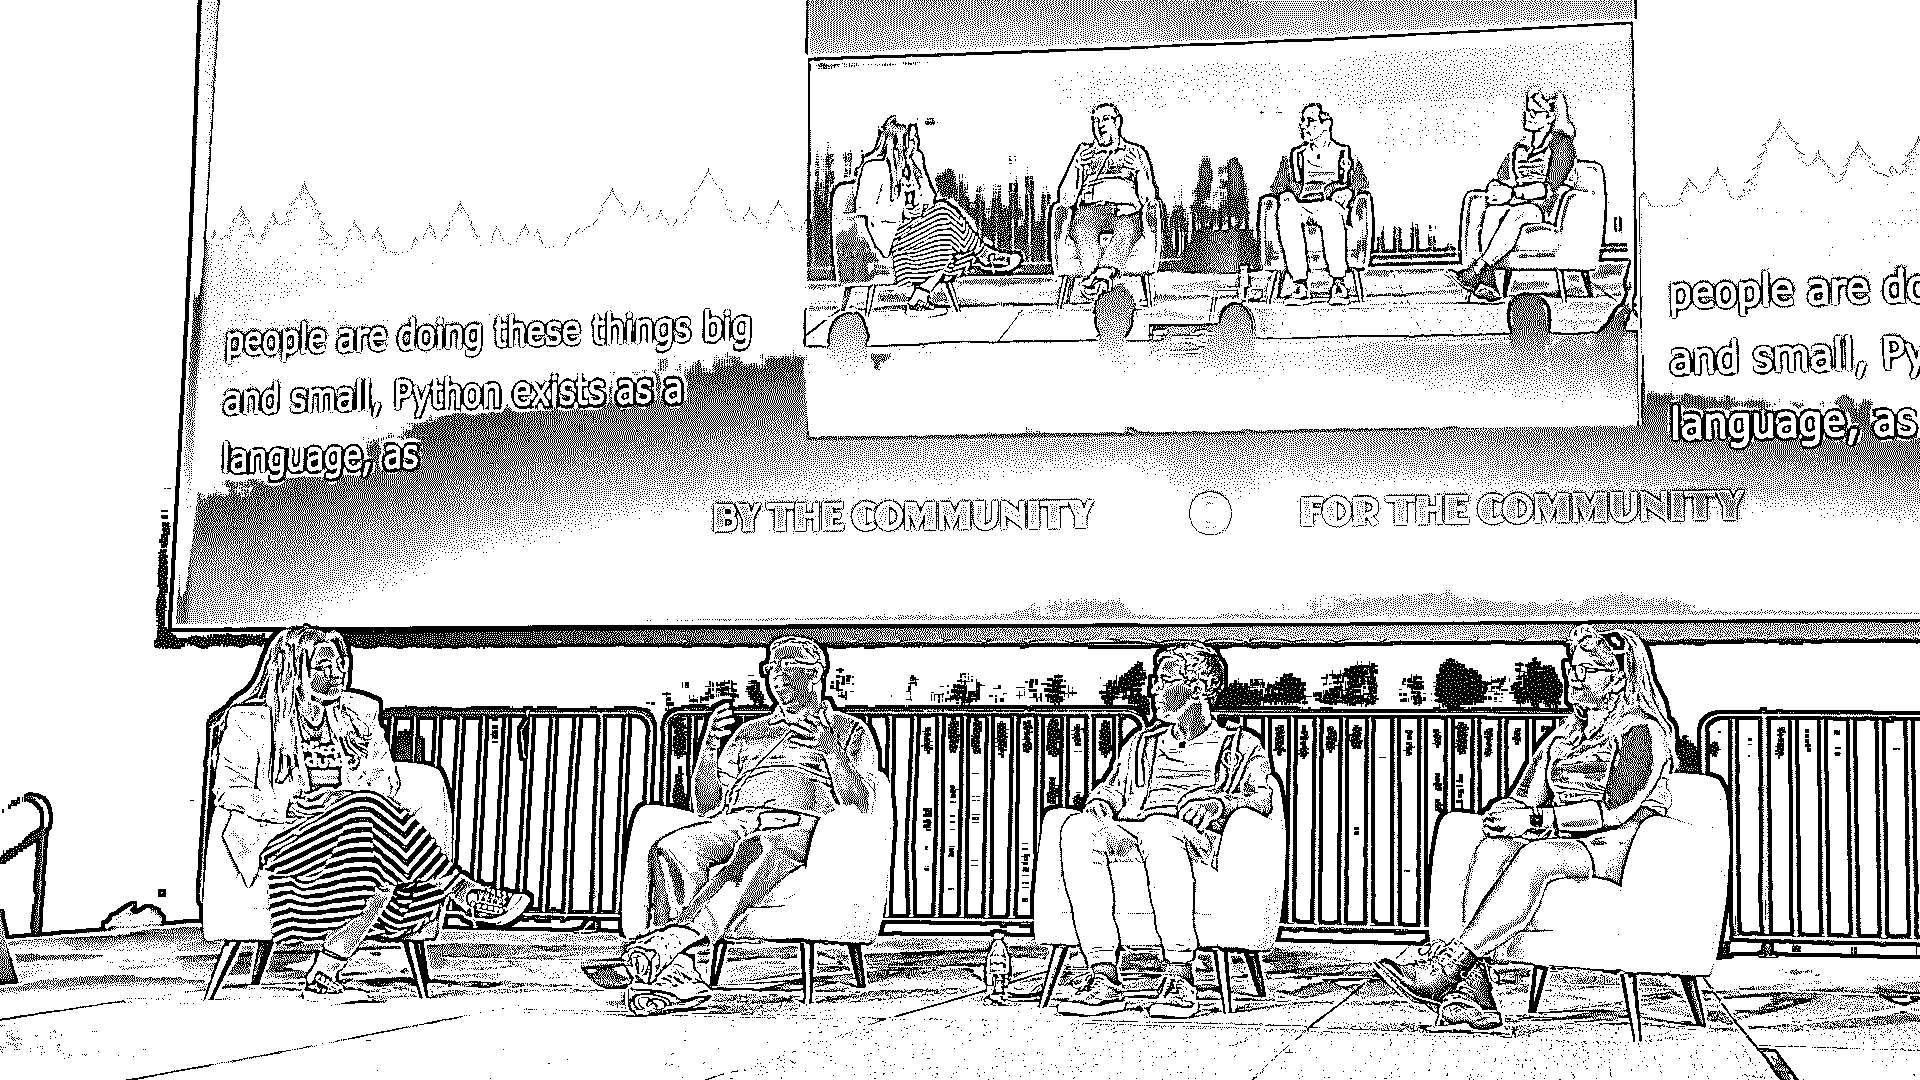 people are doing these things big
and small, Python exists as a
language, as
people are do
and small, Py
language, as
BY THE COMMUNITY FOR THE COMMUNITY